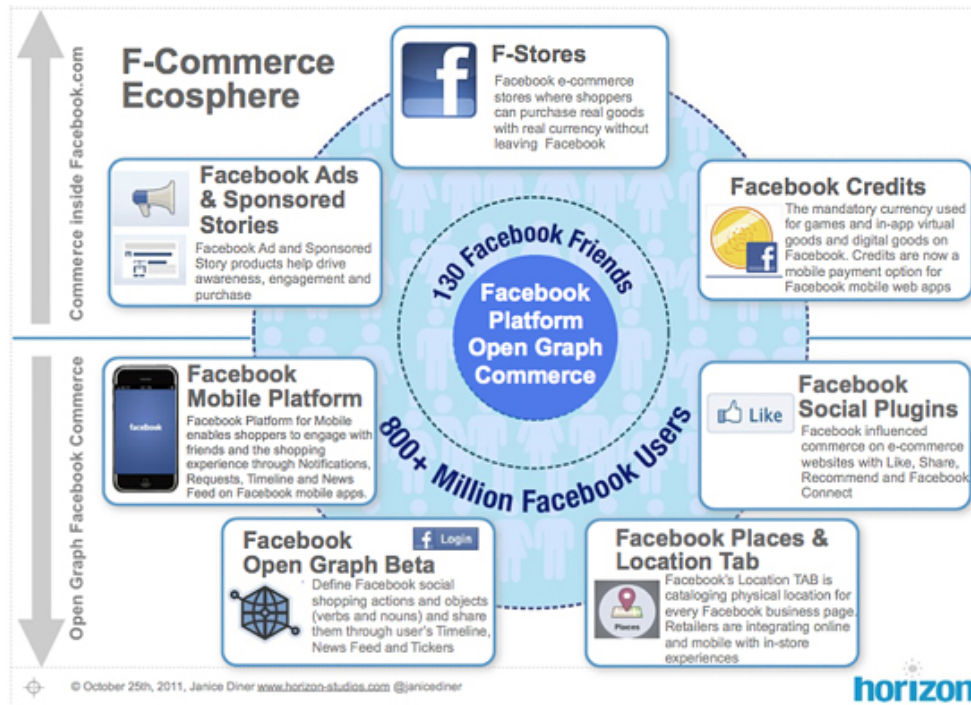 F-Commerce
Ecosphere
Commerce inside Facebook.com
Open Graph Facebook Commerce
f
F-Stores
Facebook e-commerce
stores where shoppers
can purchase real goods
with real currency without
leaving Facebook
Facebook Ads
& Sponsored
Stories
Facebook Ad and Sponsored
Story products help drive
awareness, engagement and
purchase
Facebook Credits
The mandatory currency used
for games and in-app virtual
goods and digital goods on
Facebook. Credits are now a
mobile payment option for
Facebook mobile web apps
f
130 Facebook Friends
Facebook
Platform
Open Graph
Commerce
800+ Million Facebook Users
facebook
Facebook
Mobile Platform
Facebook Platform for Mobile
enables shoppers to engage with
friends and the shopping
experience through Notifications,
Requests, Timeline and News
Feed on Facebook mobile apps.
Like
Facebook
Social Plugins
Facebook influenced
commerce on e-commerce
websites with Like, Share,
Recommend and Facebook
Connect
Facebook
Open Graph Beta
f Login
Define Facebook social
shopping actions and objects
(verbs and nouns) and share
them through user's Timeline,
News Feed and Tickers
Facebook Places &
Location Tab
Places
Facebook's Location TAB is
cataloging physical location for
every Facebook business page.
Retailers are integrating online
and mobile with in-store
experiences
© October 25th, 2011, Janice Diner www.horizon-studios.com @janicediner
horizon